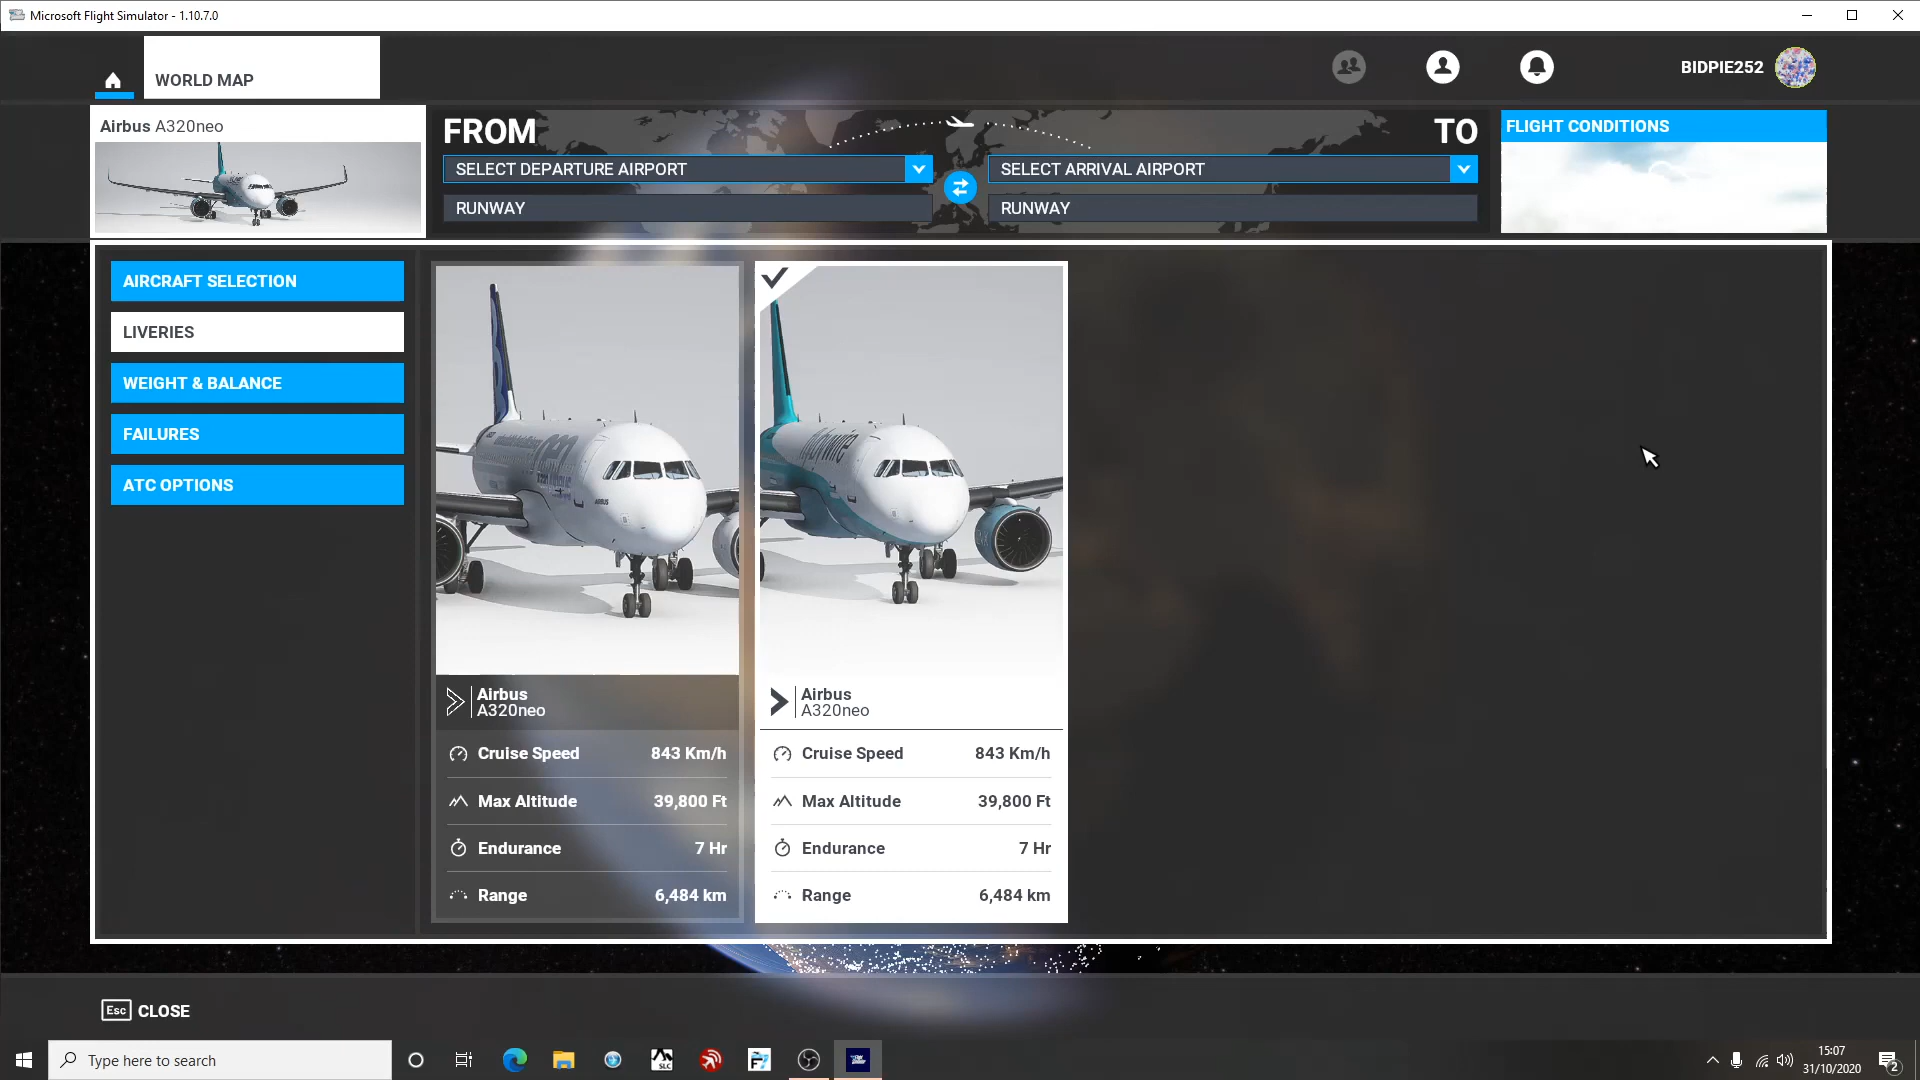 Microsoft Flight Simulator - 1.10.7.0
WORLD MAP
BIDPIE252
Airbus A320neo
FROM
TO
SELECT DEPARTURE AIRPORT
SELECT ARRIVAL AIRPORT
RUNWAY
RUNWAY
FLIGHT CONDITIONS
AIRCRAFT SELECTION
LIVERIES
WEIGHT & BALANCE
FAILURES
ATC OPTIONS
Airbus
A320neo
Cruise Speed 843 Km/h
Max Altitude 39,800 Ft
Endurance 7 Hr
Range 6,484 km
Airbus
A320neo
Cruise Speed 843 Km/h
Max Altitude 39,800 Ft
Endurance 7 Hr
Range 6,484 km
Esc CLOSE
Type here to search
SLC
15:07
31/10/2020
2